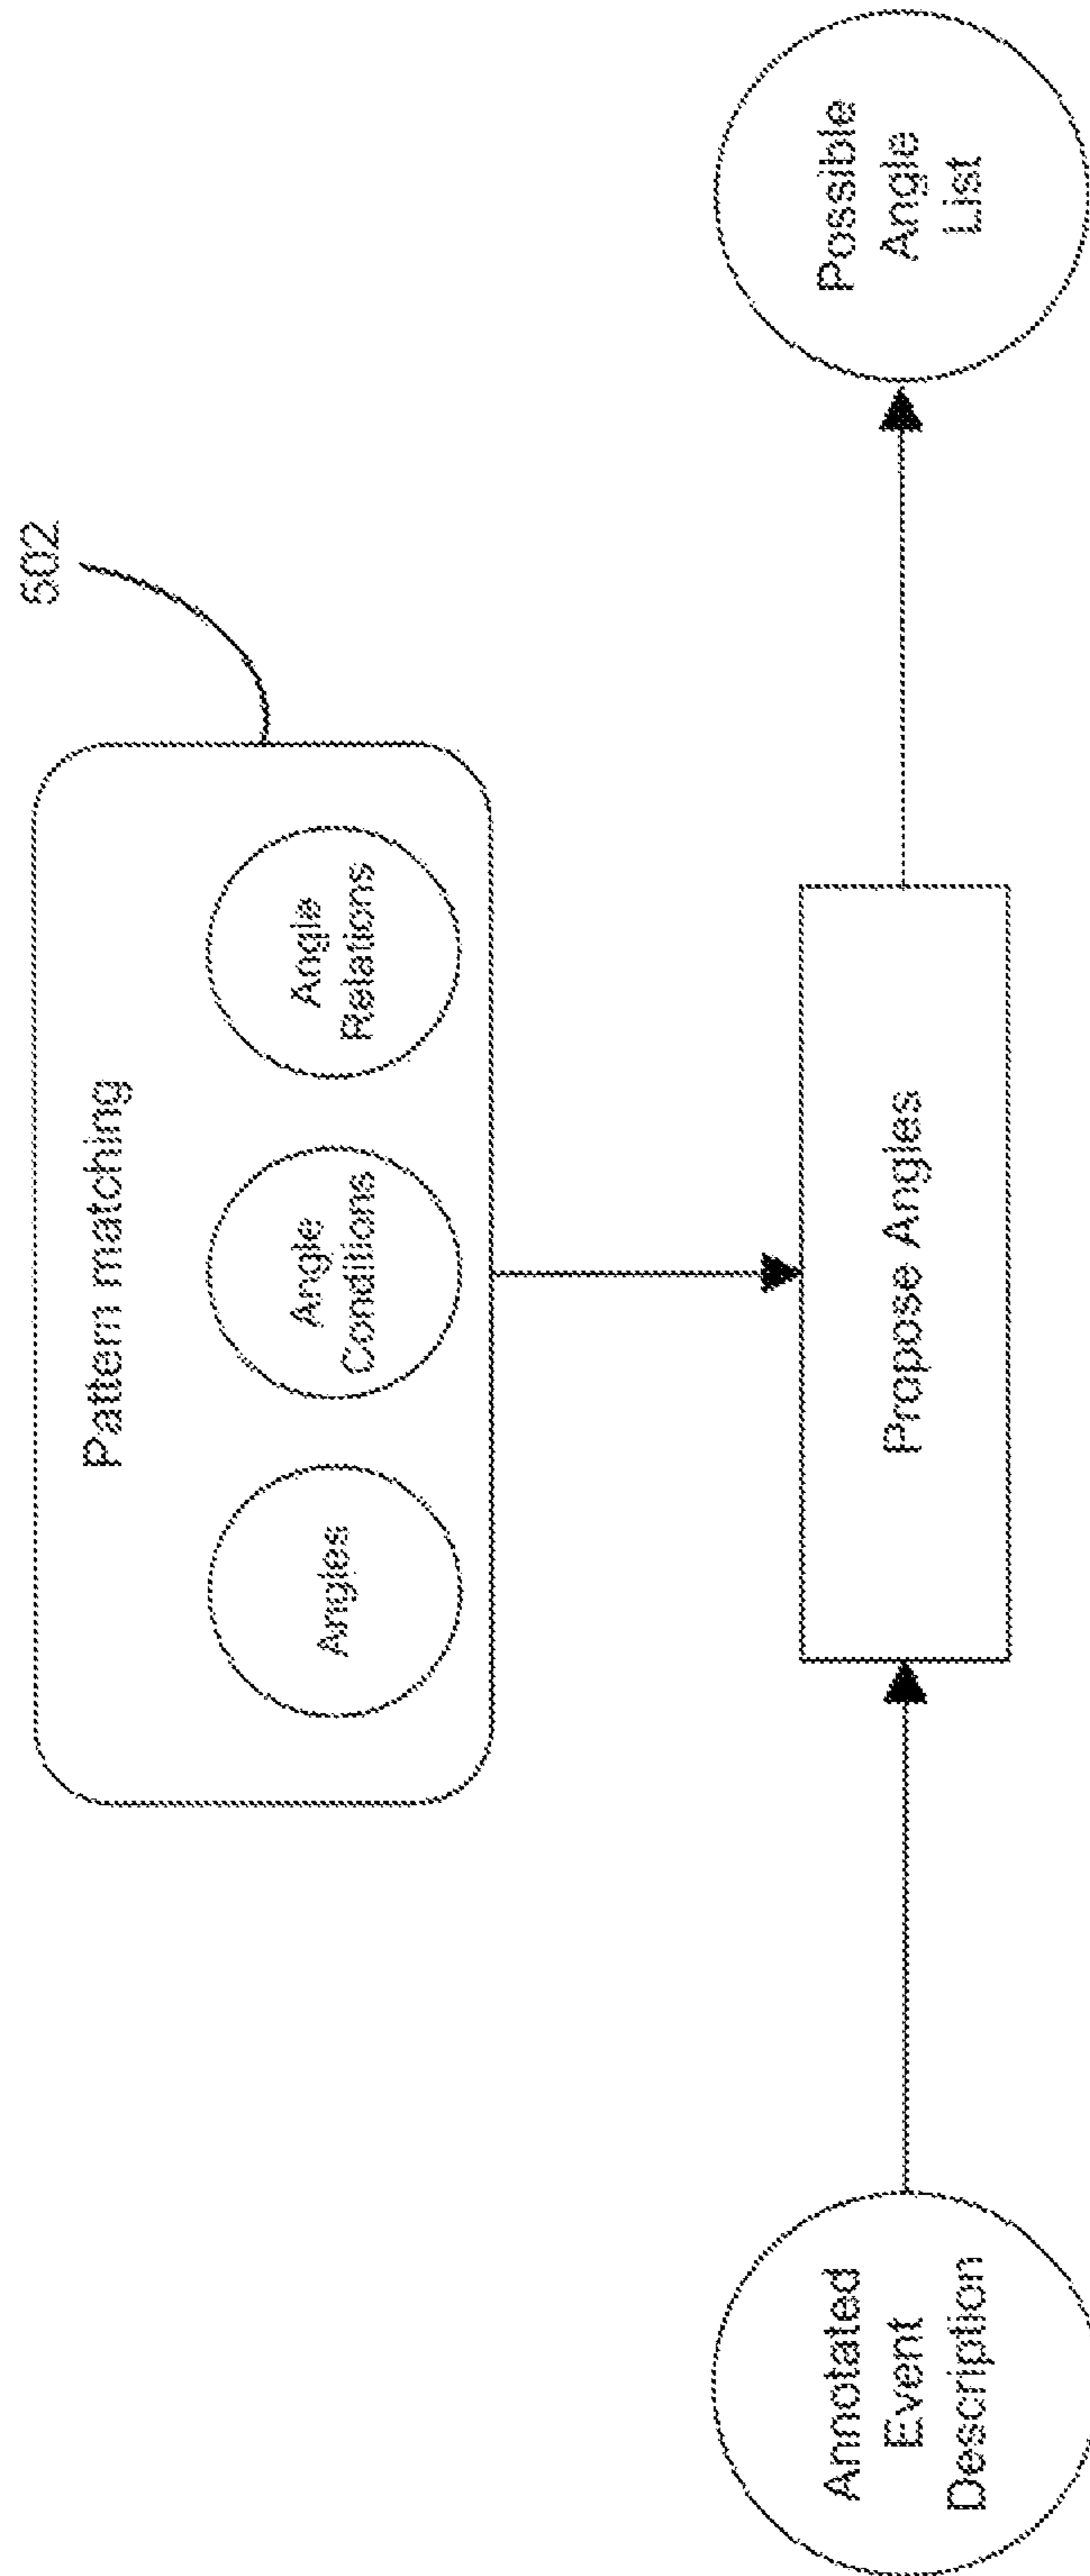 502
Pattern matching
Angles
Angle
Conditions
Angle
Relations
Annotated
Event
Description
Propose Angles
Possible
Angle
List